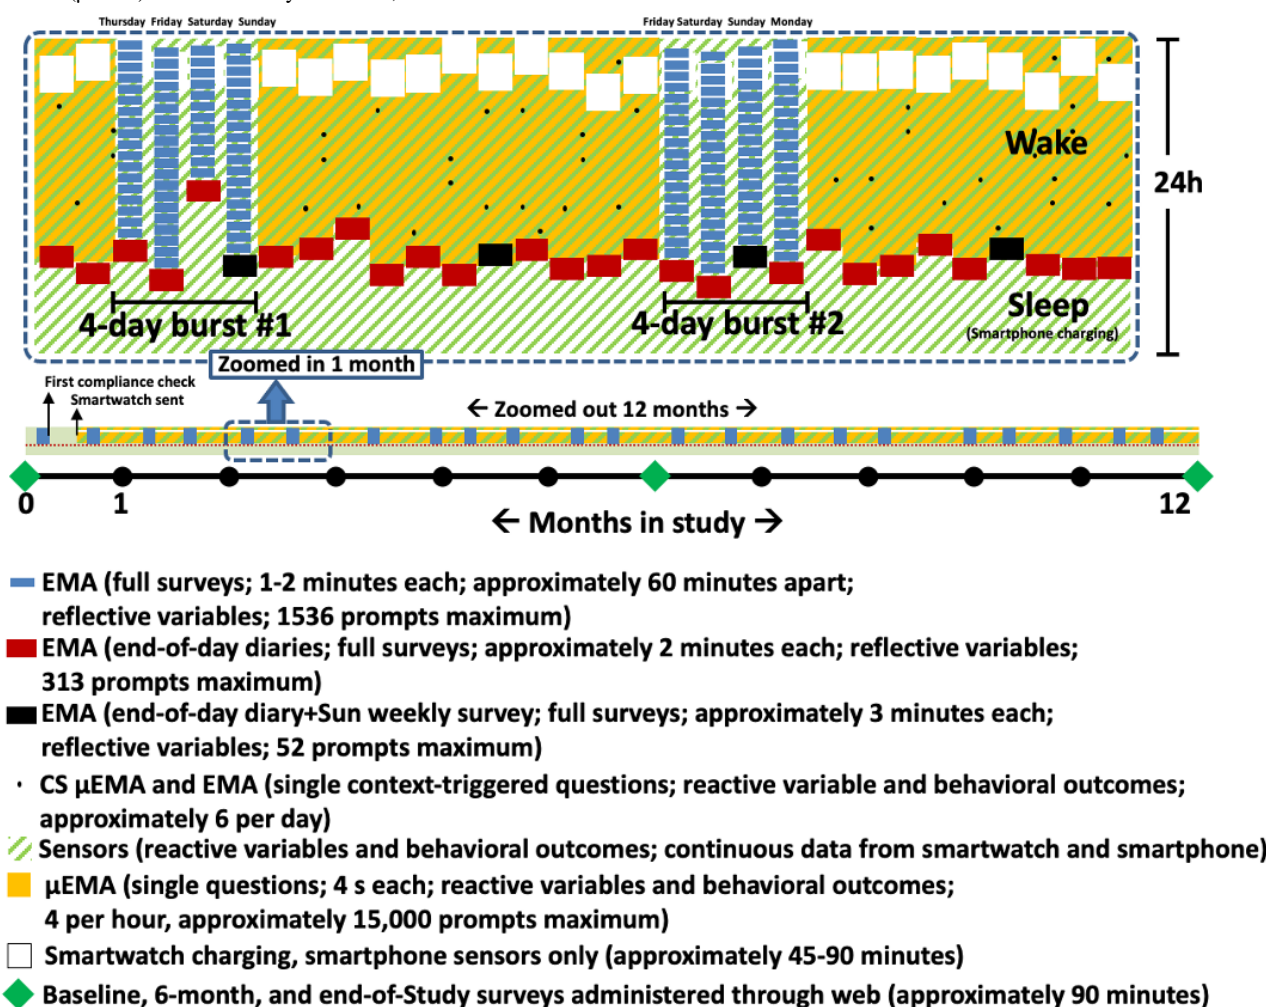 Thursday Friday Saturday Sunday
Friday Saturday Sunday Monday
Wake
24h
Sleep
(Smartphone charging)
4-day burst #1
4-day burst #2
Zoomed in 1 month
First compliance check
Smartwatch sent
← Zoomed out 12 months →
0
1
12
← Months in study →
EMA (full surveys; 1-2 minutes each; approximately 60 minutes apart;
reflective variables; 1536 prompts maximum)
EMA (end-of-day diaries; full surveys; approximately 2 minutes each; reflective variables;
313 prompts maximum)
EMA (end-of-day diary+Sun weekly survey; full surveys; approximately 3 minutes each;
reflective variables; 52 prompts maximum)
CS μEMA and EMA (single context-triggered questions; reactive variable and behavioral outcomes;
approximately 6 per day)
Sensors (reactive variables and behavioral outcomes; continuous data from smartwatch and smartphone)
μEMA (single questions; 4 s each; reactive variables and behavioral outcomes;
4 per hour, approximately 15,000 prompts maximum)
Smartwatch charging, smartphone sensors only (approximately 45-90 minutes)
Baseline, 6-month, and end-of-Study surveys administered through web (approximately 90 minutes)